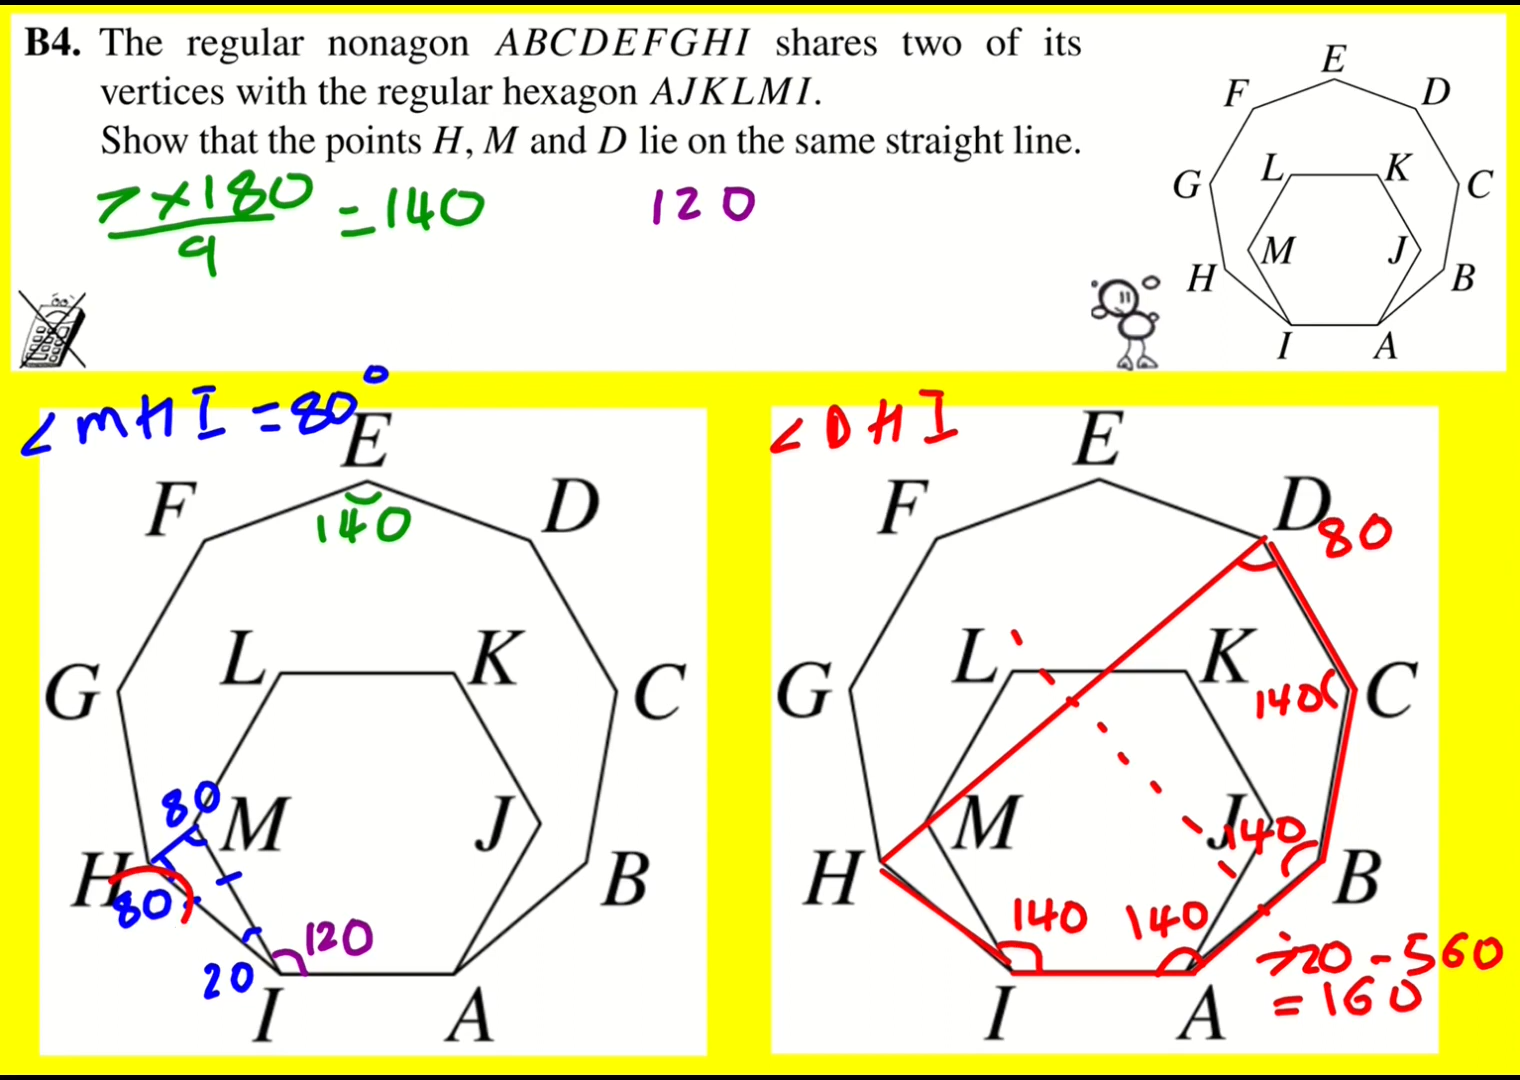 B4. The regular nonagon ABCDEFGHI shares two of its
vertices with the regular hexagon AJKLMI.
Show that the points H, M and D lie on the same straight line.
7 × 180
9
= 140
120
E
F D
L K
G C
M J
H B
I A
∠MHI = 80°
E
140
F D
L K
G C
80
M J
H B
80
120
20
I A
∠DHI
E
F D
80
L K
G C
140
M J
140
H B
140 140
720 - 560
= 160
I A